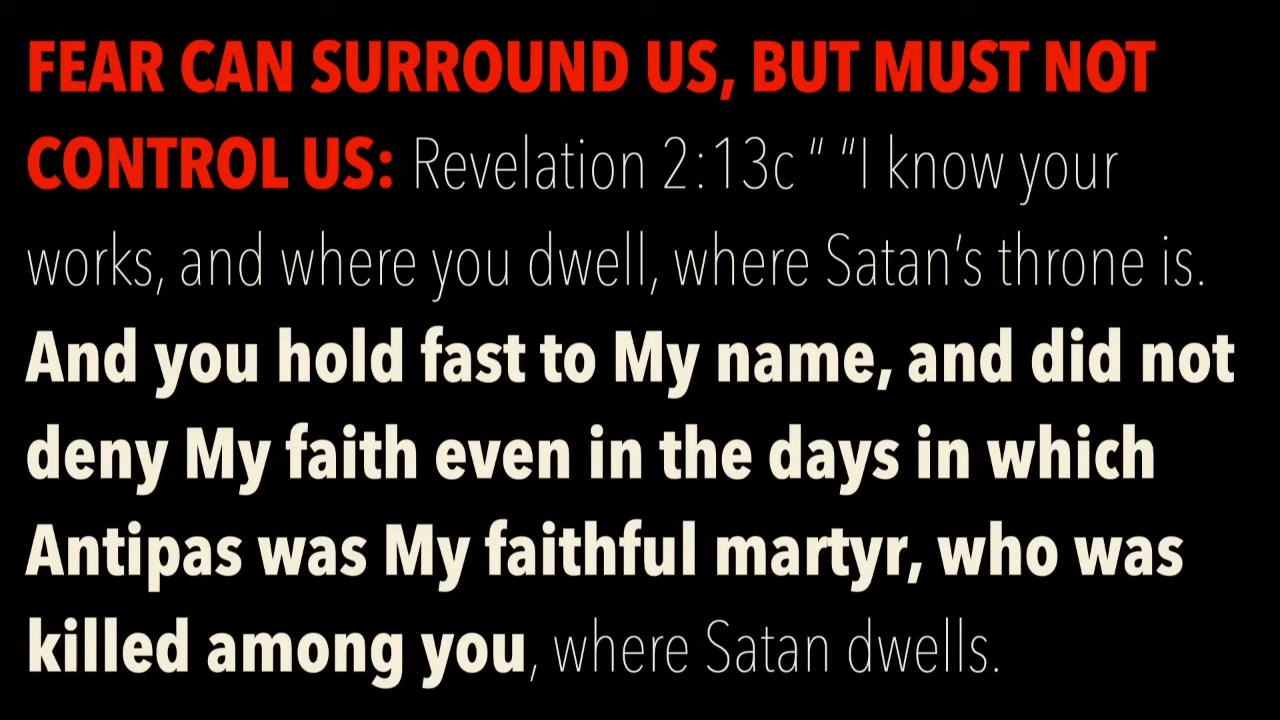 FEAR CAN SURROUND US, BUT MUST NOT
CONTROL US: Revelation 2:13c “ “I know your
works, and where you dwell, where Satan’s throne is.
And you hold fast to My name, and did not
deny My faith even in the days in which
Antipas was My faithful martyr, who was
killed among you, where Satan dwells.